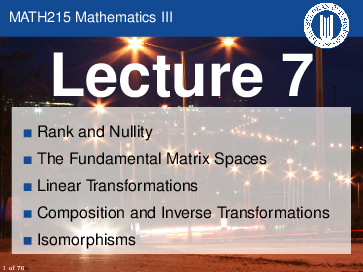 MATH215 Mathematics III
Lecture 7
Rank and Nullity
The Fundamental Matrix Spaces
Linear Transformations
Composition and Inverse Transformations
Isomorphisms
1 of 76